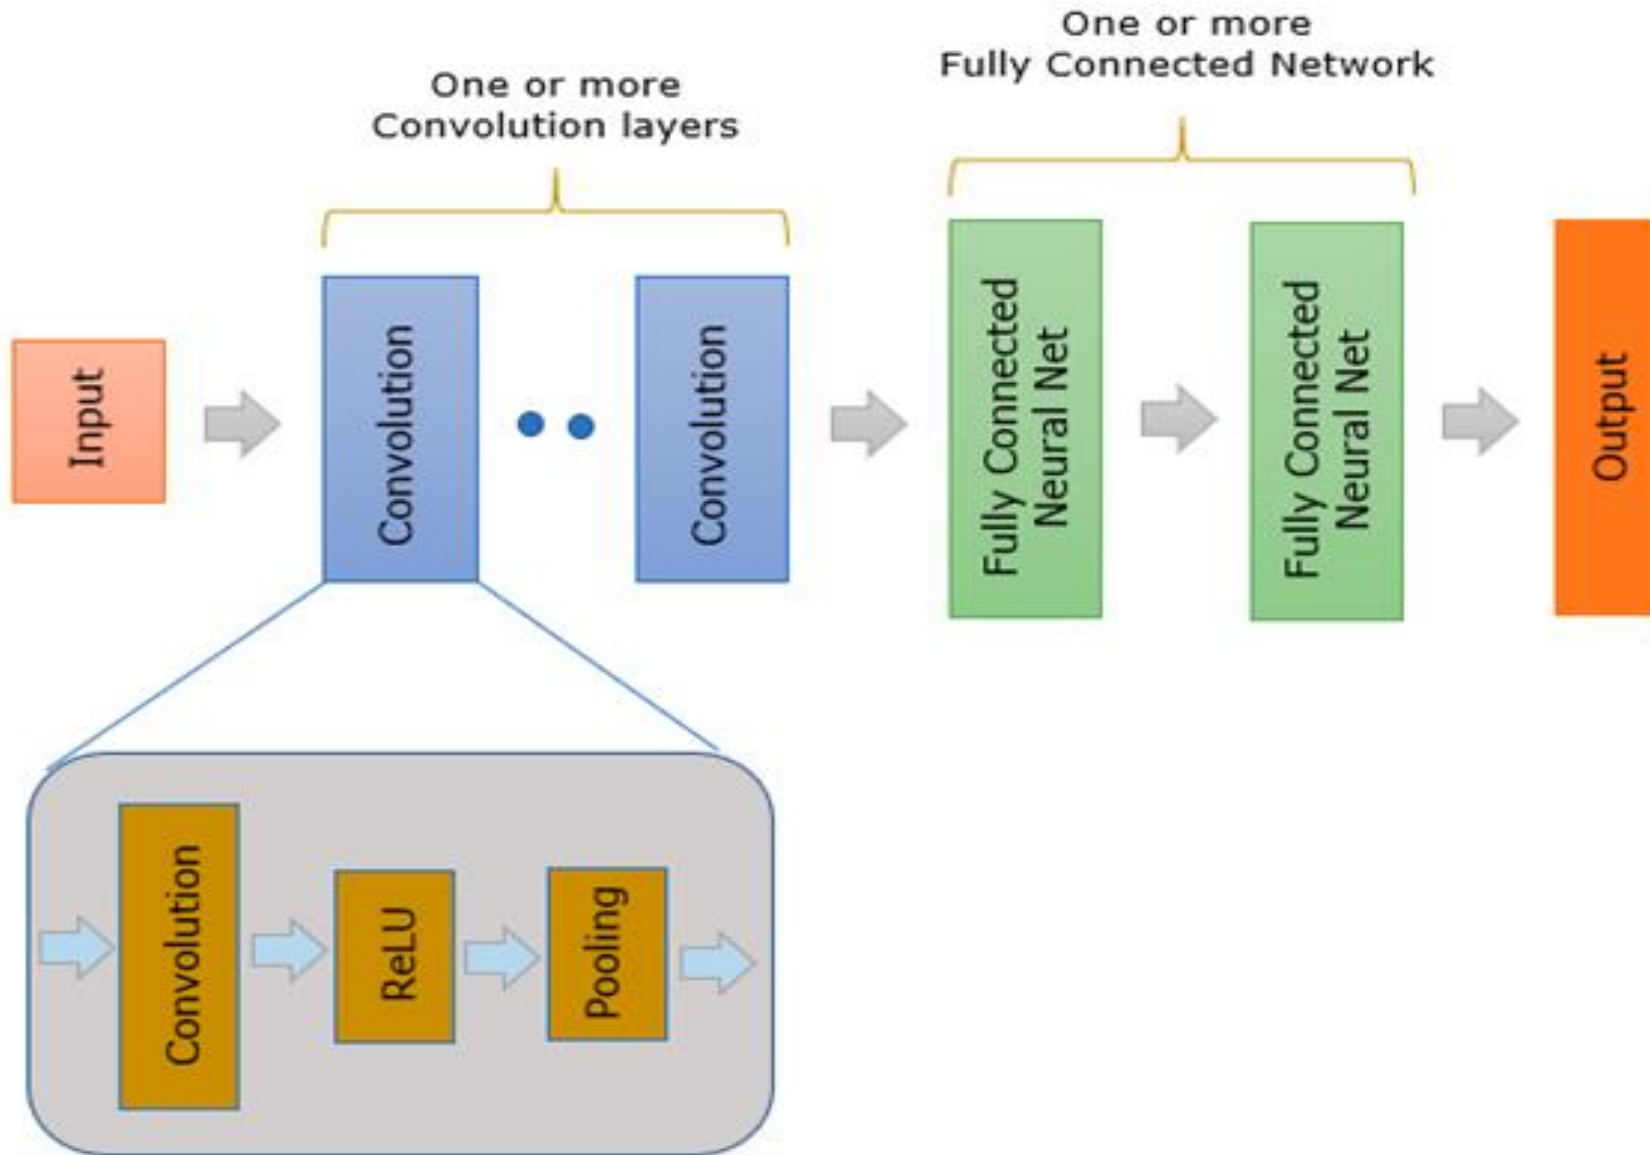 One or more
Fully Connected Network
One or more
Convolution layers
Input
Convolution
Convolution
Fully Connected
Neural Net
Fully Connected
Neural Net
Output
Convolution
ReLU
Pooling